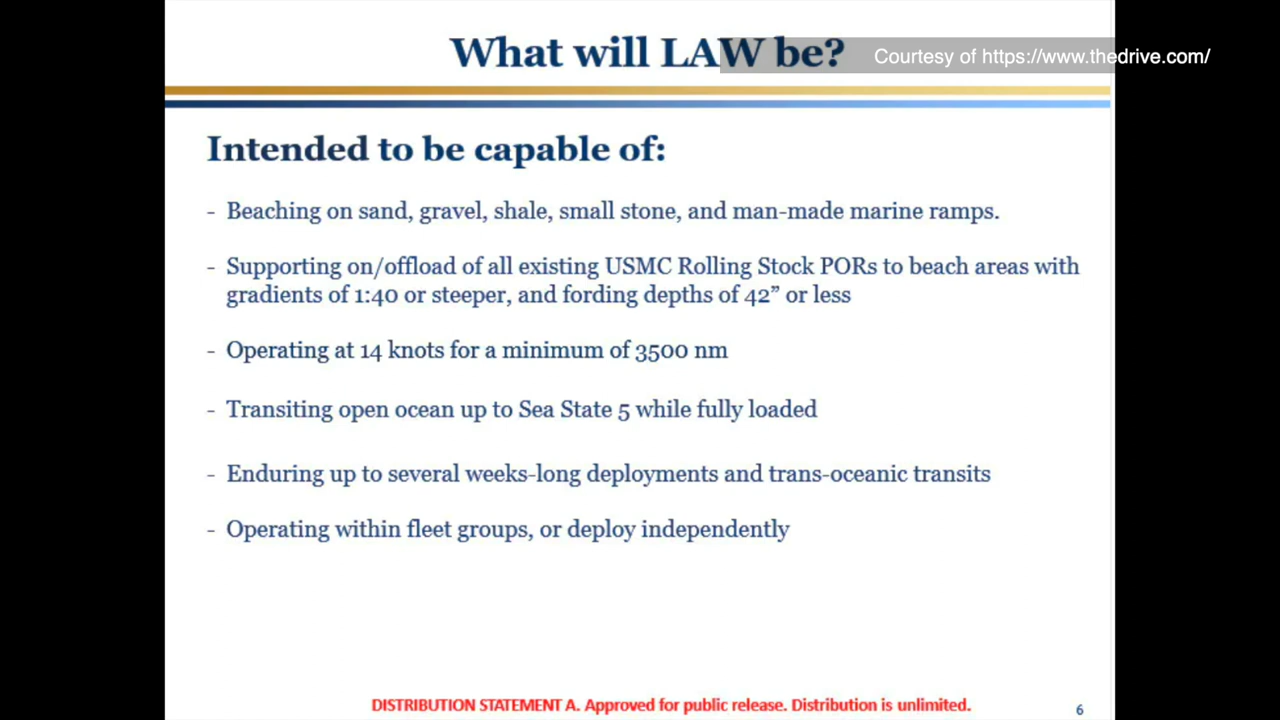 What will LAW be?
Courtesy of https://www.thedrive.com/
Intended to be capable of:
- Beaching on sand, gravel, shale, small stone, and man-made marine ramps.
- Supporting on/offload of all existing USMC Rolling Stock PORs to beach areas with
gradients of 1:40 or steeper, and fording depths of 42” or less
- Operating at 14 knots for a minimum of 3500 nm
- Transiting open ocean up to Sea State 5 while fully loaded
- Enduring up to several weeks-long deployments and trans-oceanic transits
- Operating within fleet groups, or deploy independently
DISTRIBUTION STATEMENT A. Approved for public release. Distribution is unlimited.
6